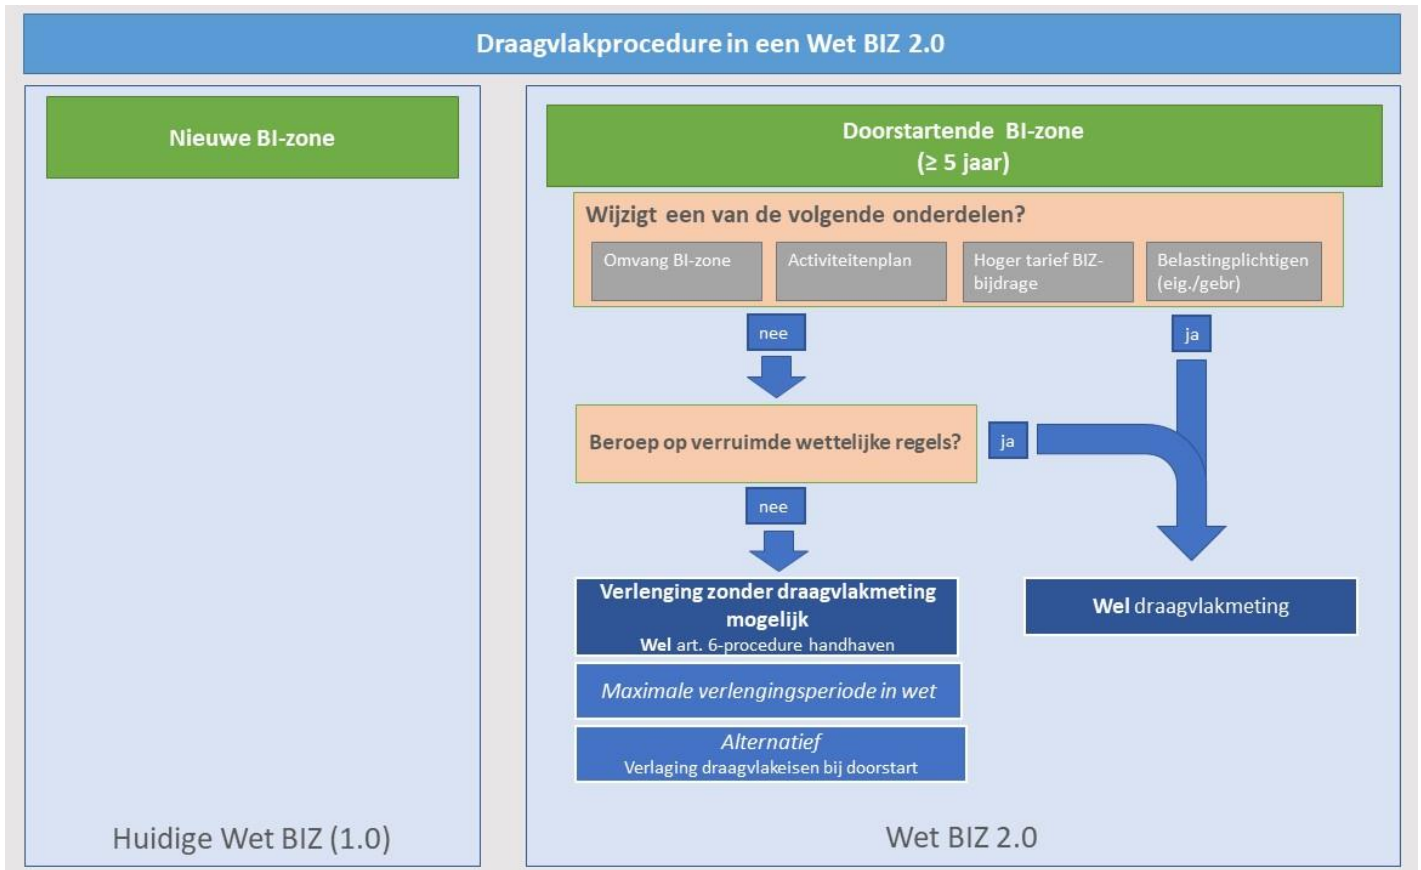 Draagvlakprocedure in een Wet BIZ 2.0
Nieuwe BI-zone
Huidige Wet BIZ (1.0)
Doorstartende BI-zone
(≥ 5 jaar)
Wijzigt een van de volgende onderdelen?
Omvang BI-zone
Activiteitenplan
Hoger tarief BIZ-
bijdrage
Belastingplichtigen
(eig./gebr)
nee
ja
Beroep op verruimde wettelijke regels?
ja
nee
Verlenging zonder draagvlakmeting
mogelijk
Wel art. 6-procedure handhaven
Wel draagvlakmeting
Maximale verlengingsperiode in wet
Alternatief
Verlaging draagvlakeisen bij doorstart
Wet BIZ 2.0